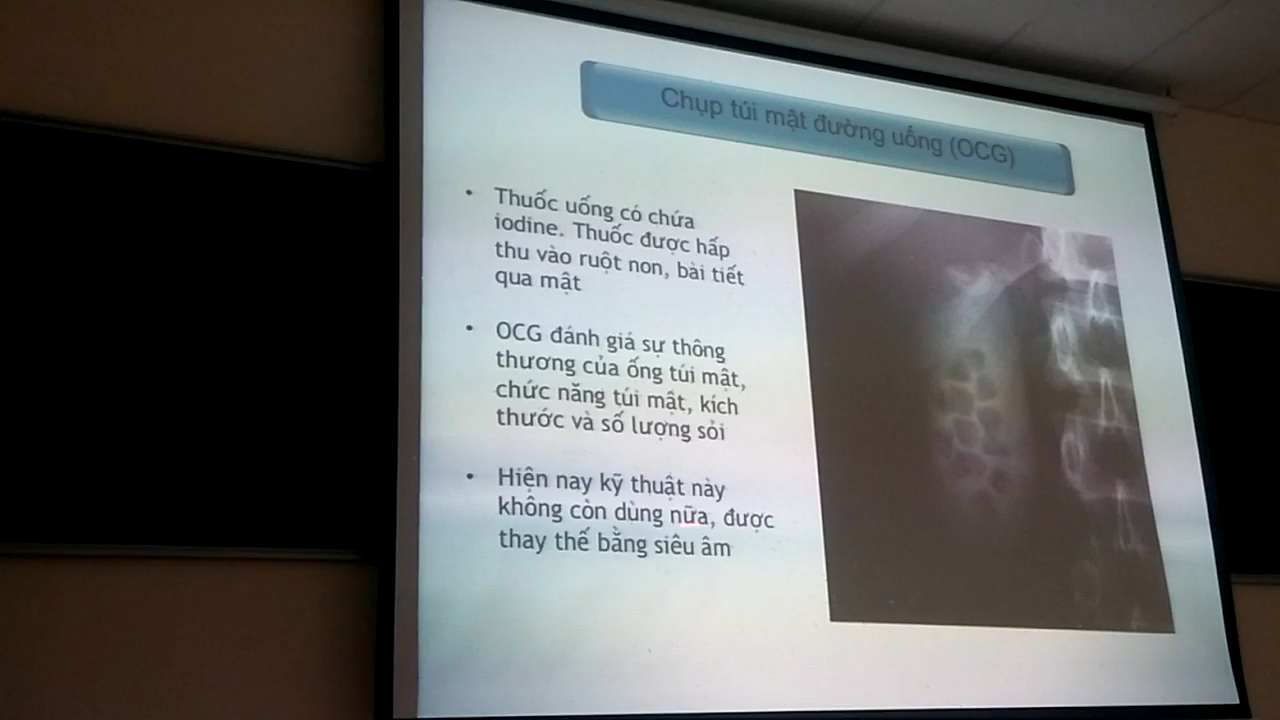 Chụp túi mật đường uống (OCG)
• Thuốc uống có chứa
iodine. Thuốc được hấp
thu vào ruột non, bài tiết
qua mật
• OCG đánh giá sự thông
thương của ống túi mật,
chức năng túi mật, kích
thước và số lượng sỏi
• Hiện nay kỹ thuật này
không còn dùng nữa, được
thay thế bằng siêu âm